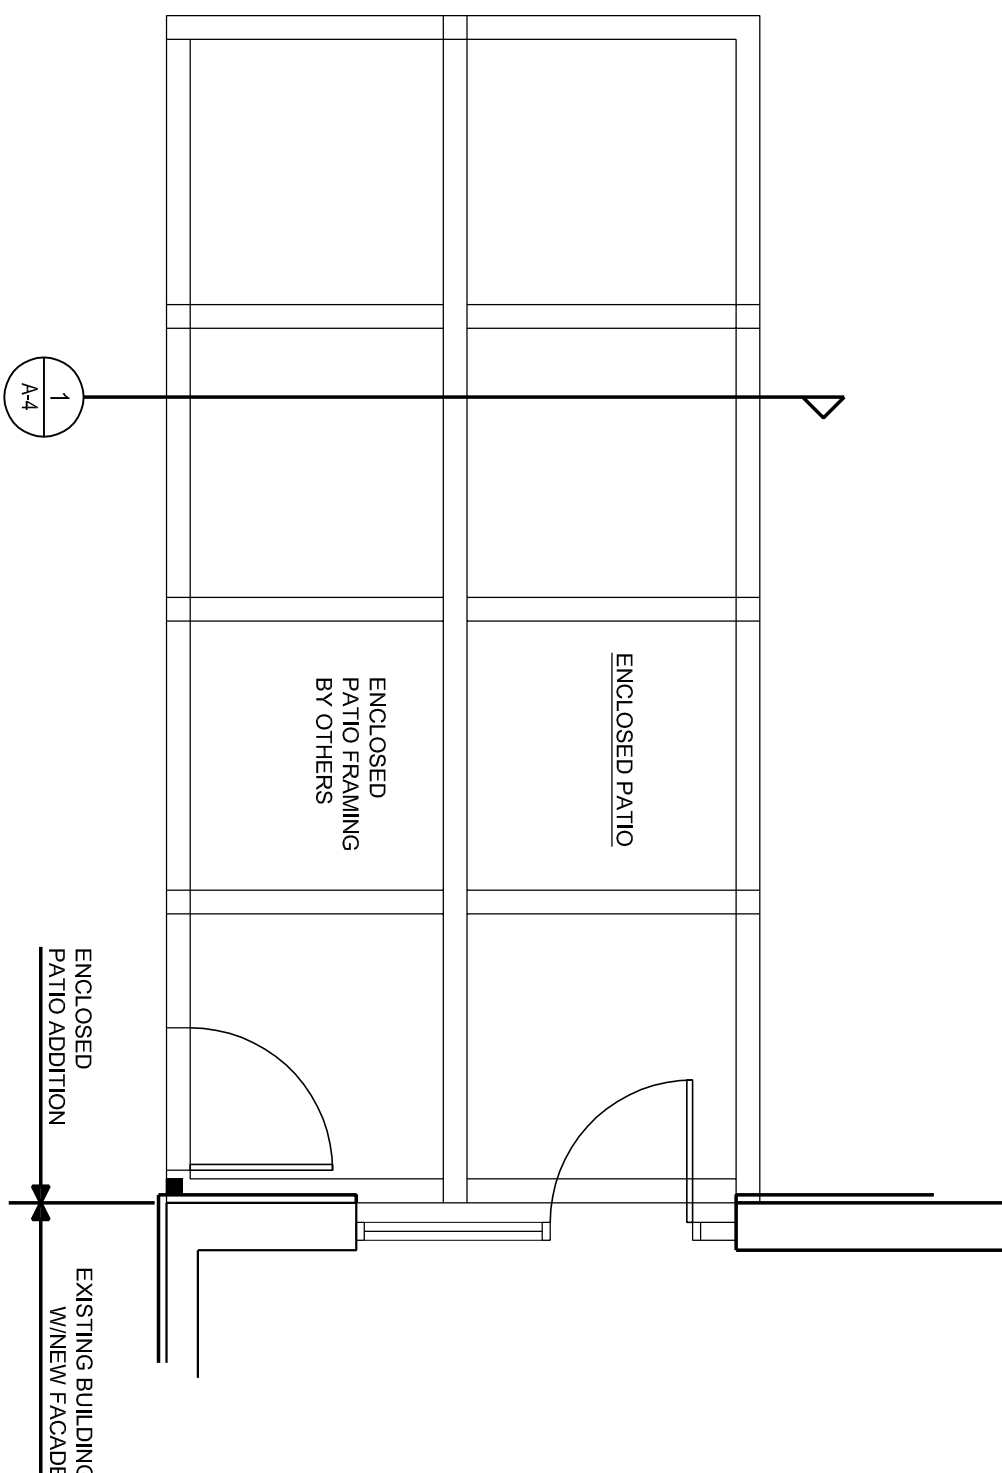 ENCLOSED PATIO
ENCLOSED
PATIO FRAMING
BY OTHERS
1
A-4
ENCLOSED
PATIO ADDITION
EXISTING BUILDING
W/NEW FACADE